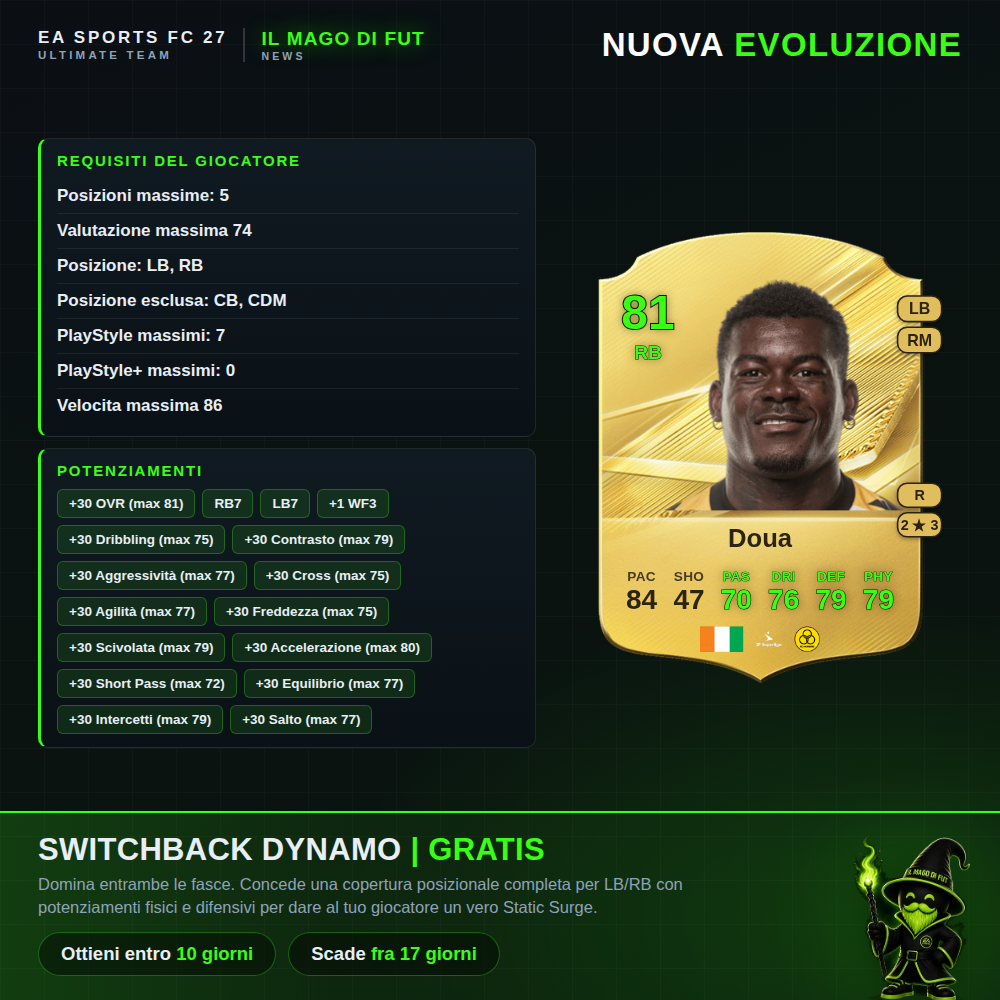 EA SPORTS FC 27
ULTIMATE TEAM
IL MAGO DI FUT
NEWS
NUOVA EVOLUZIONE
REQUISITI DEL GIOCATORE
Posizioni massime: 5
Valutazione massima 74
Posizione: LB, RB
Posizione esclusa: CB, CDM
PlayStyle massimi: 7
PlayStyle+ massimi: 0
Velocita massima 86
POTENZIAMENTI
+30 OVR (max 81) RB7 LB7 +1 WF3
+30 Dribbling (max 75) +30 Contrasto (max 79)
+30 Aggressività (max 77) +30 Cross (max 75)
+30 Agilità (max 77) +30 Freddezza (max 75)
+30 Scivolata (max 79) +30 Accelerazione (max 80)
+30 Short Pass (max 72) +30 Equilibrio (max 77)
+30 Intercetti (max 79) +30 Salto (max 77)
81
RB
LB
RM
R
2 ★ 3
Doua
PAC SHO PAS DRI DEF PHY
84 47 70 76 79 79
SWITCHBACK DYNAMO | GRATIS
Domina entrambe le fasce. Concede una copertura posizionale completa per LB/RB con
potenziamenti fisici e difensivi per dare al tuo giocatore un vero Static Surge.
Ottieni entro 10 giorni
Scade fra 17 giorni
IL MAGO DI FUT